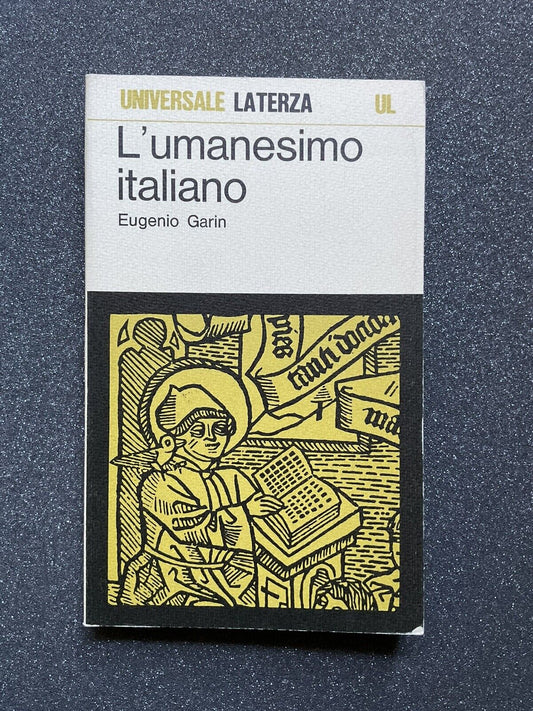 UNIVERSALE LATERZA UL
L'umanesimo
italiano
Eugenio Garin